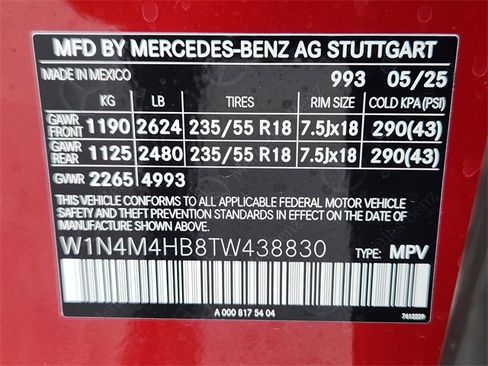 MFD BY MERCEDES-BENZ AG STUTTGART
MADE IN MEXICO 993 05/25
KG LB TIRES RIM SIZE COLD KPA(PSI)
GAWR FRONT 1190 2624 235/55 R18 7.5Jx18 290(43)
GAWR REAR 1125 2480 235/55 R18 7.5Jx18 290(43)
GVWR 2265 4993
THIS VEHICLE CONFORMS TO ALL APPLICABLE FEDERAL MOTOR VEHICLE
SAFETY AND THEFT PREVENTION STANDARDS IN EFFECT ON THE DATE
OF MANUFACTURE SHOWN ABOVE.
W1N4M4HB8TW438830 TYPE: MPV
A 000 817 54 04